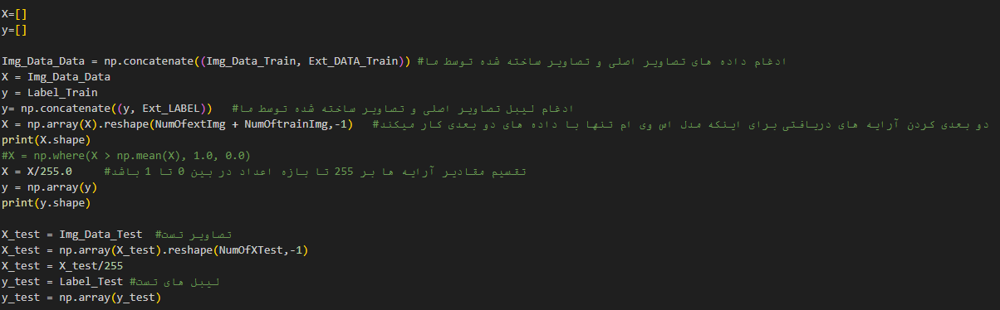 X=[]
y=[]
Img_Data_Data = np.concatenate((Img_Data_Train, Ext_DATA_Train)) #ادغام داده های تصاویر اصلی و تصاویر ساخته شده توسط ما
X = Img_Data_Data
y = Label_Train
y= np.concatenate((y, Ext_LABEL))   #ادغام لیبل تصاویر اصلی و تصاویر ساخته شده توسط ما
X = np.array(X).reshape(NumOfextImg + NumOftrainImg,-1)   #دو بعدی کردن آرایه های دریافتی برای اینکه مدل اس وی ام تنها با داده های دو بعدی کار میکند
print(X.shape)
#X = np.where(X > np.mean(X), 1.0, 0.0)
X = X/255.0     #تقسیم مقادیر آرایه ها بر 255 تا بازه اعداد در بین 0 تا 1 باشد
y = np.array(y)
print(y.shape)
X_test = Img_Data_Test  #تصاویر تست
X_test = np.array(X_test).reshape(NumOfXTest,-1)
X_test = X_test/255
y_test = Label_Test #لیبل های تست
y_test = np.array(y_test)